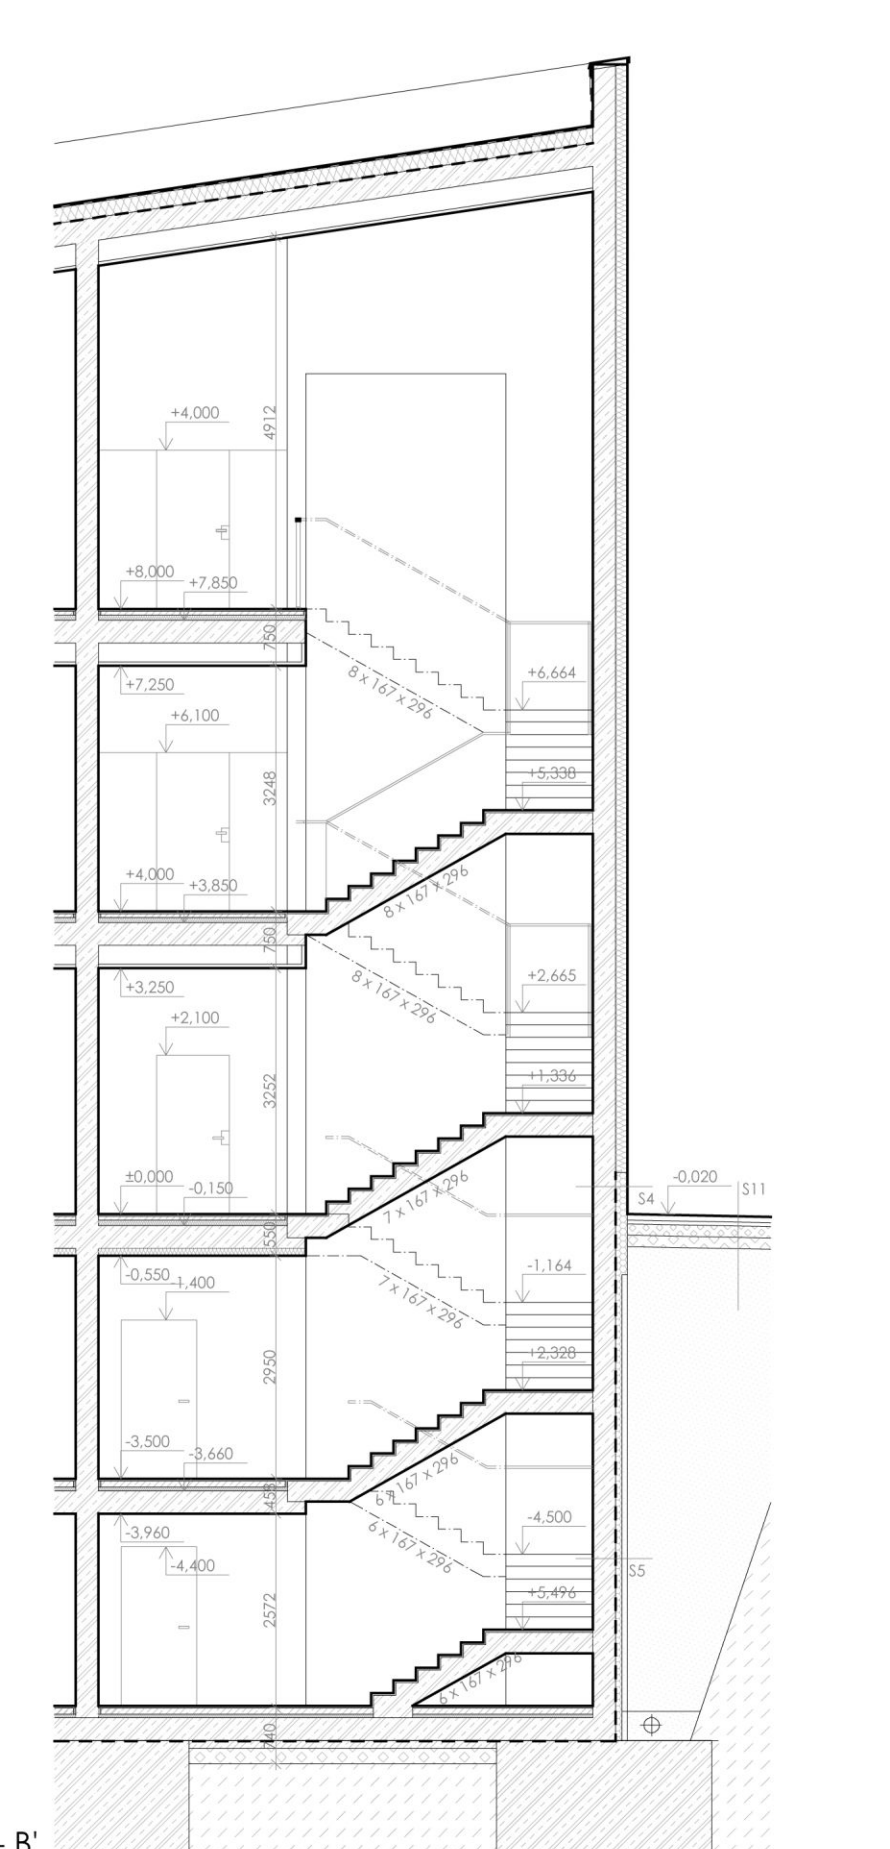 +4,000
4912
+8,000
+7,850
750
+7,250
8 x 167 x 296
+6,664
+6,100
3248
+5,338
+4,000
+3,850
8 x 167 x 296
750
+3,250
8 x 167 x 296
+2,665
+2,100
3252
+1,336
±0,000
-0,150
7 x 167 x 296
-0,020
S4
S11
550
-0,550
-1,400
7 x 167 x 296
-1,164
2950
+2,328
-3,500
-3,660
6 x 167 x 296
-3,960
6 x 167 x 296
-4,500
-4,400
S5
2572
+5,496
6 x 167 x 296
740
- B'